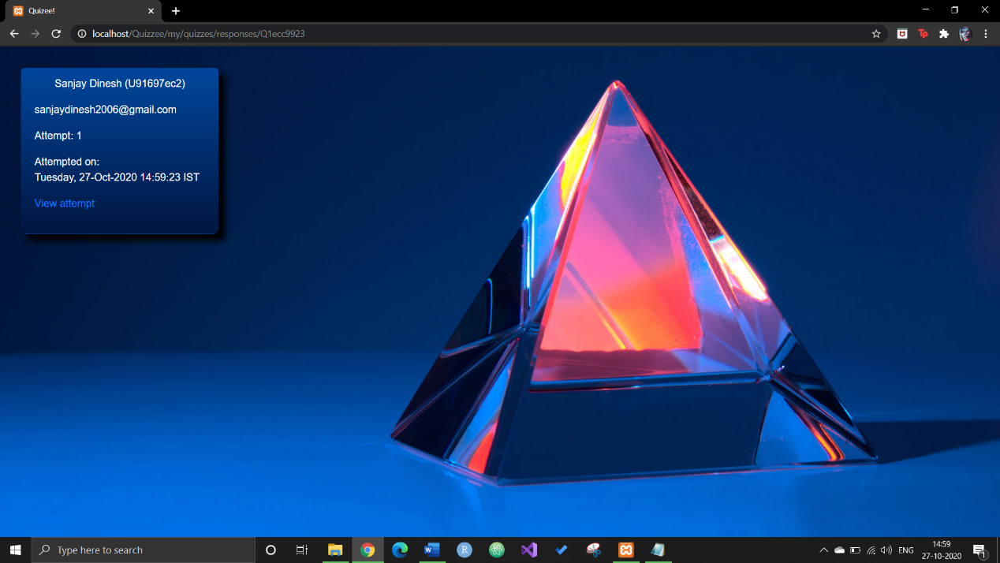 Quizee!
localhost/Quizzee/my/quizzes/responses/Q1ecc9923
Sanjay Dinesh (U91697ec2)
sanjaydinesh2006@gmail.com
Attempt: 1
Attempted on:
Tuesday, 27-Oct-2020 14:59:23 IST
View attempt
Type here to search
ENG
14:59
27-10-2020
1